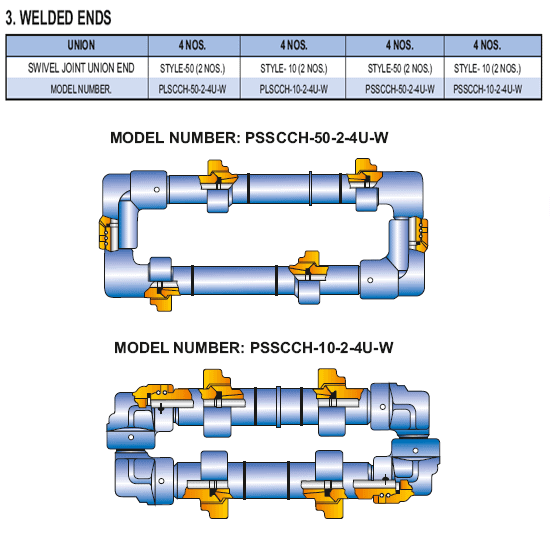 3. WELDED ENDS
UNION 4 NOS. 4 NOS. 4 NOS. 4 NOS.
SWIVEL JOINT UNION END STYLE-50 (2 NOS.) STYLE- 10 (2 NOS.) STYLE-50 (2 NOS.) STYLE- 10 (2 NOS.)
MODEL NUMBER. PLSCCH-50-2-4U-W PLSCCH-10-2-4U-W PSSCCH-50-2-4U-W PSSCCH-10-2-4U-W
MODEL NUMBER: PSSCCH-50-2-4U-W
MODEL NUMBER: PSSCCH-10-2-4U-W